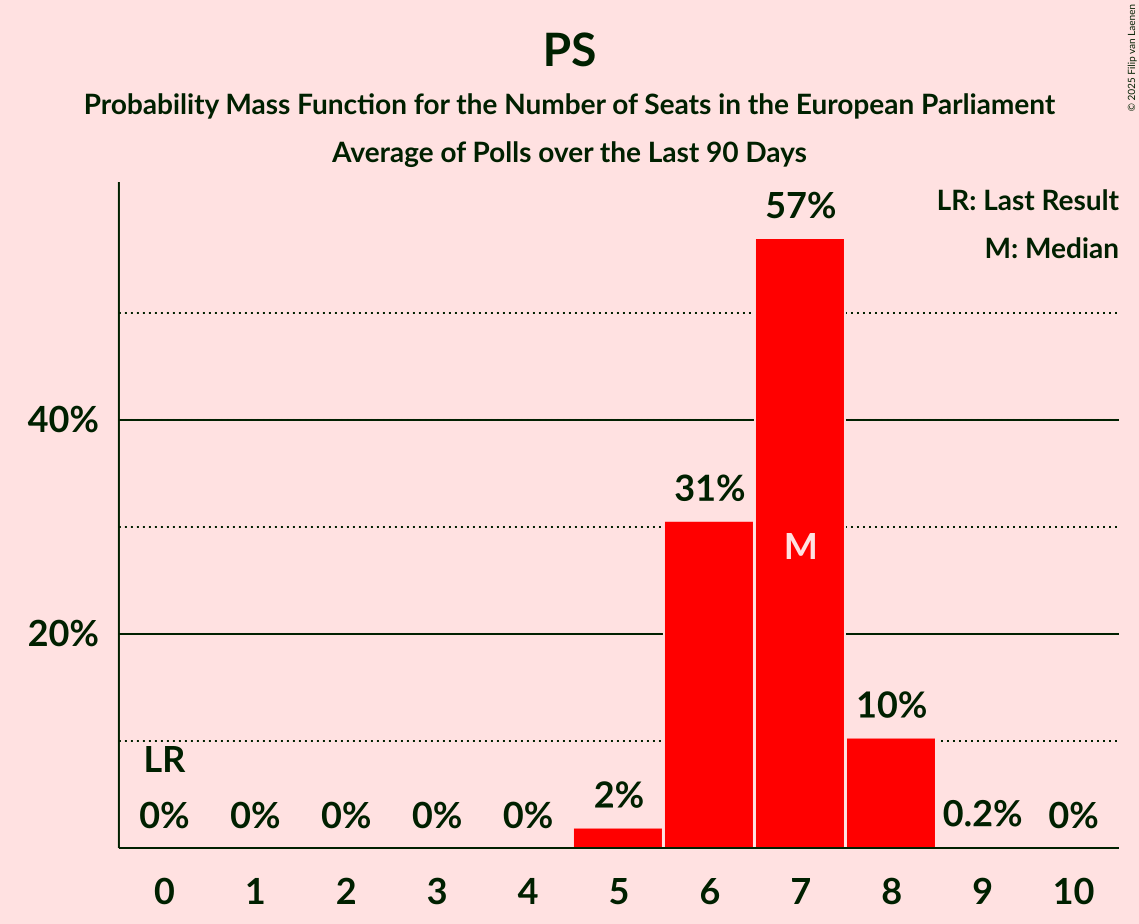 PS
Probability Mass Function for the Number of Seats in the European Parliament
Average of Polls over the Last 90 Days
© 2025 Filip van Laenen
LR: Last Result
M: Median
57%
40%
31%
M
20%
10%
LR
2%
0% 0% 0% 0% 0% 0.2% 0%
0 1 2 3 4 5 6 7 8 9 10